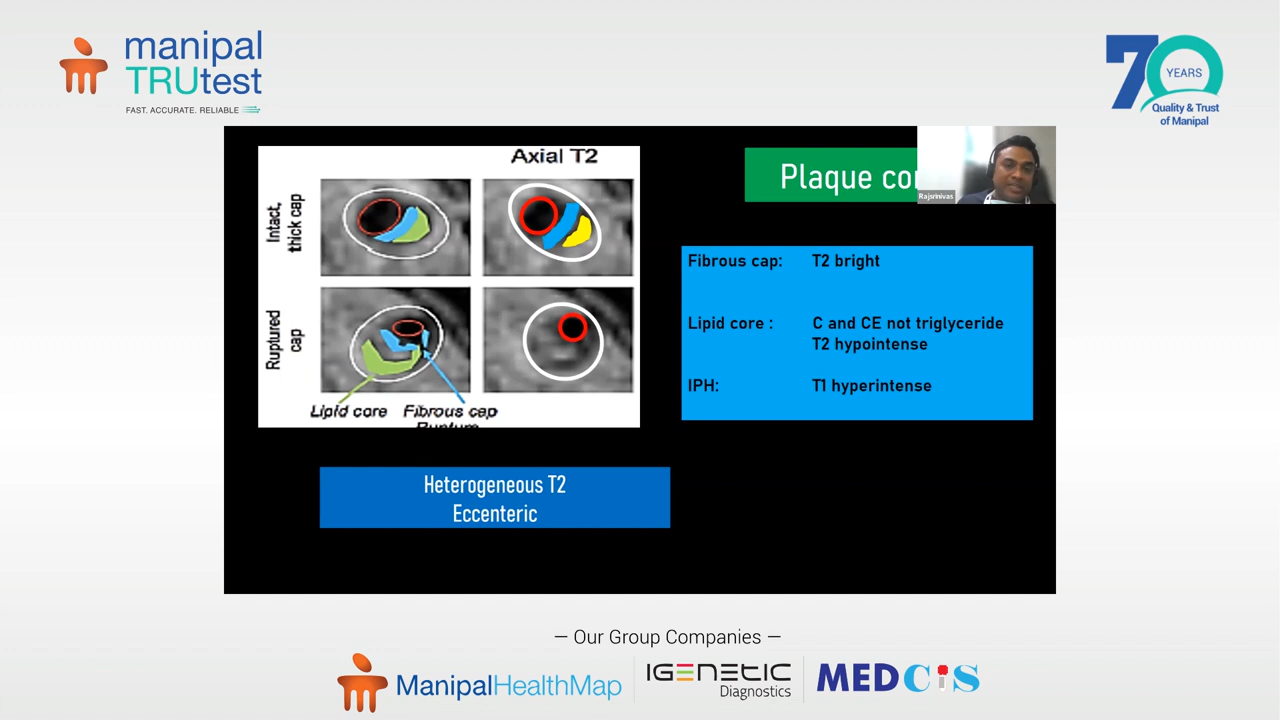 manipal
TRUtest
FAST. ACCURATE. RELIABLE
70
YEARS
Quality & Trust
of Manipal
Axial T2
Intact,
thick cap
Ruptured
cap
Lipid core
Fibrous cap
Rupture
Plaque co
Rajsrinivas
Fibrous cap: T2 bright
Lipid core : C and CE not triglyceride
T2 hypointense
IPH: T1 hyperintense
Heterogeneous T2
Eccenteric
— Our Group Companies —
ManipalHealthMap
IGENETIC
Diagnostics
MEDCiS